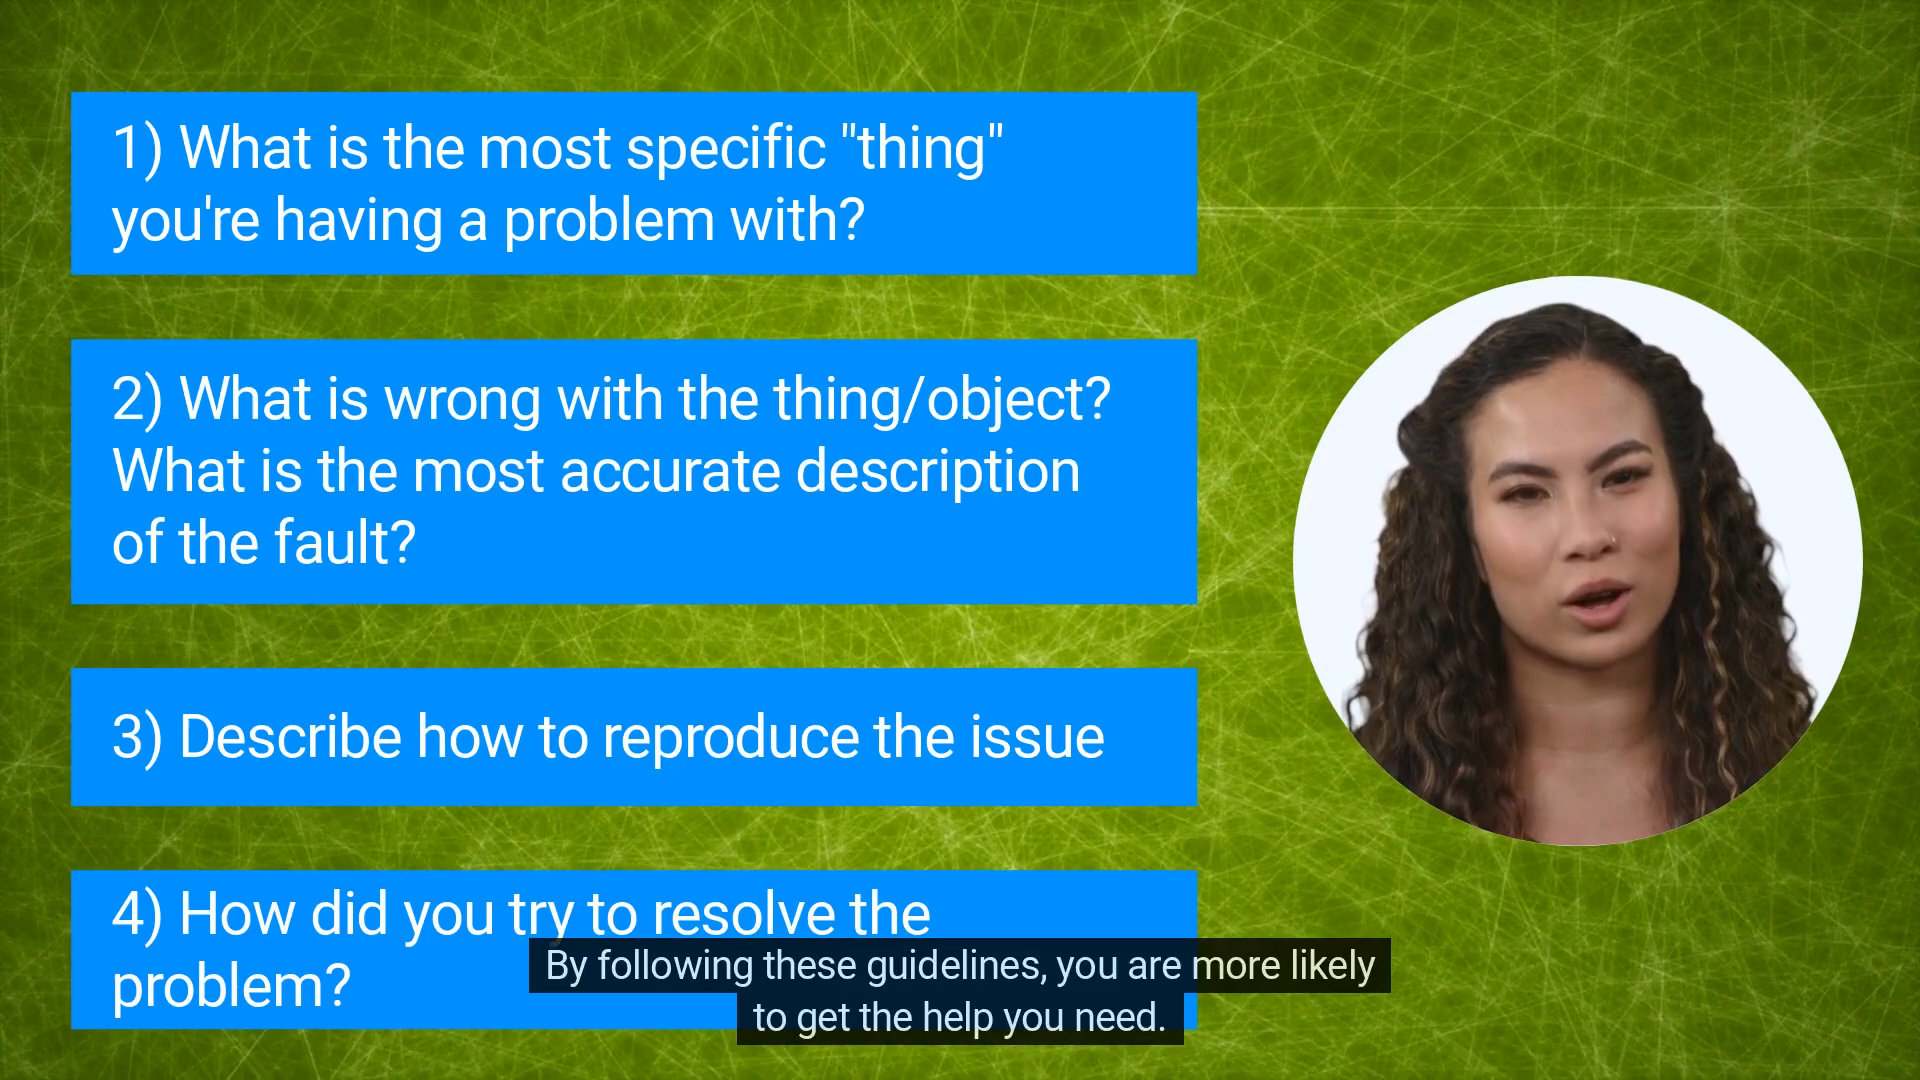 1) What is the most specific "thing"
you're having a problem with?
2) What is wrong with the thing/object?
What is the most accurate description
of the fault?
3) Describe how to reproduce the issue
4) How did you try to resolve the
problem?
By following these guidelines, you are more likely
to get the help you need.